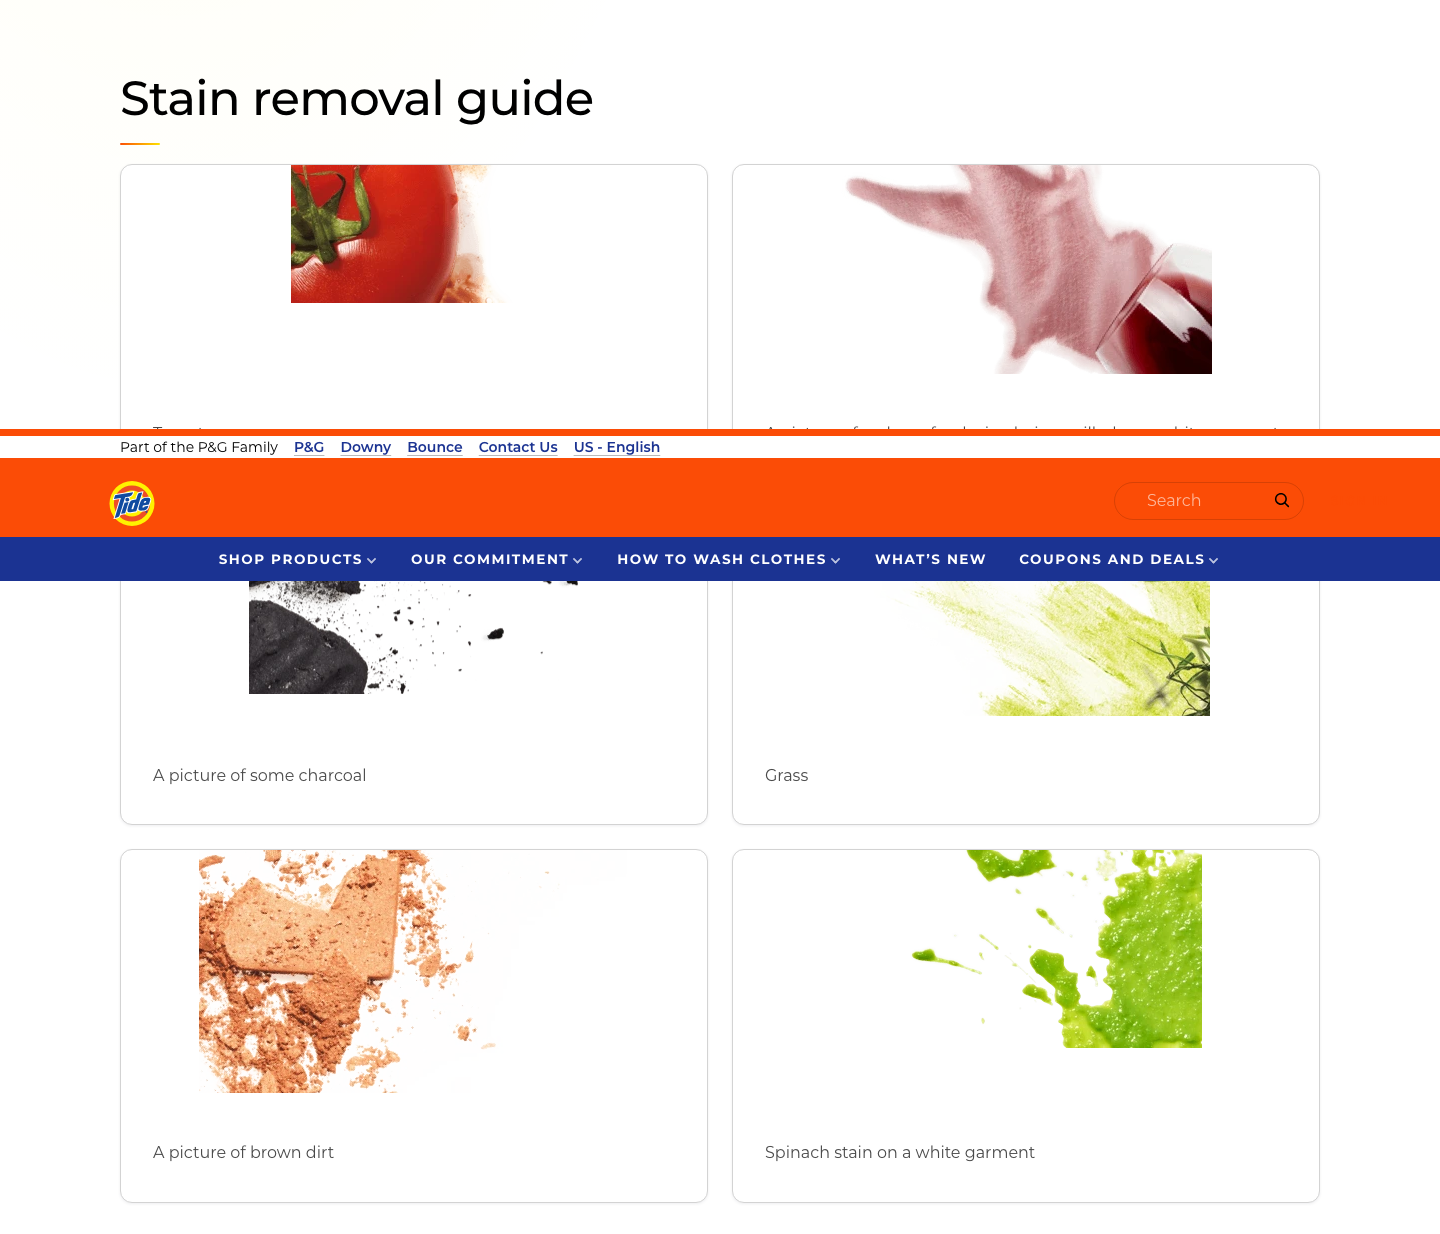 Stain removal guide
Part of the P&G Family P&G Downy Bounce Contact Us US - English
Tide
Search
SHOP PRODUCTS OUR COMMITMENT HOW TO WASH CLOTHES WHAT’S NEW COUPONS AND DEALS
A picture of some charcoal
Grass
A picture of brown dirt
Spinach stain on a white garment